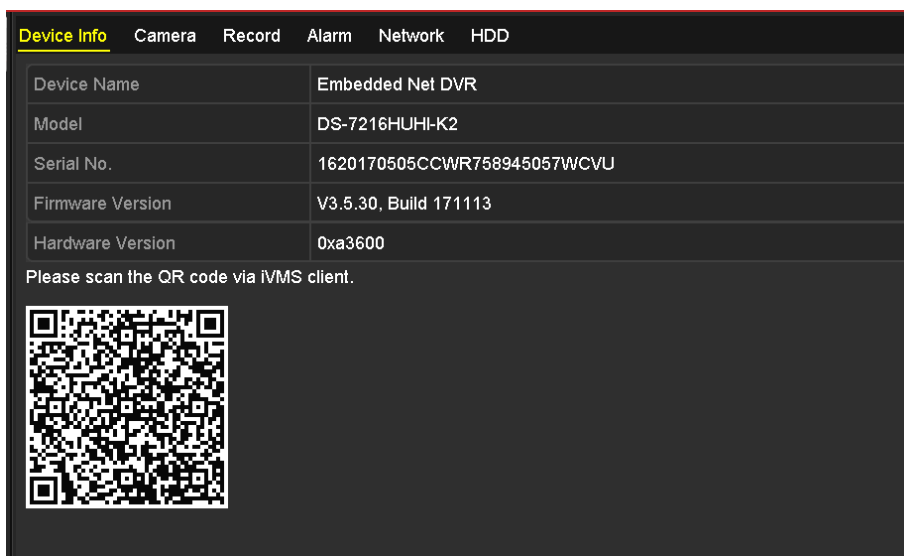 Device Info Camera Record Alarm Network HDD
Device Name Embedded Net DVR
Model DS-7216HUHI-K2
Serial No. 1620170505CCWR758945057WCVU
Firmware Version V3.5.30, Build 171113
Hardware Version 0xa3600
Please scan the QR code via iVMS client.